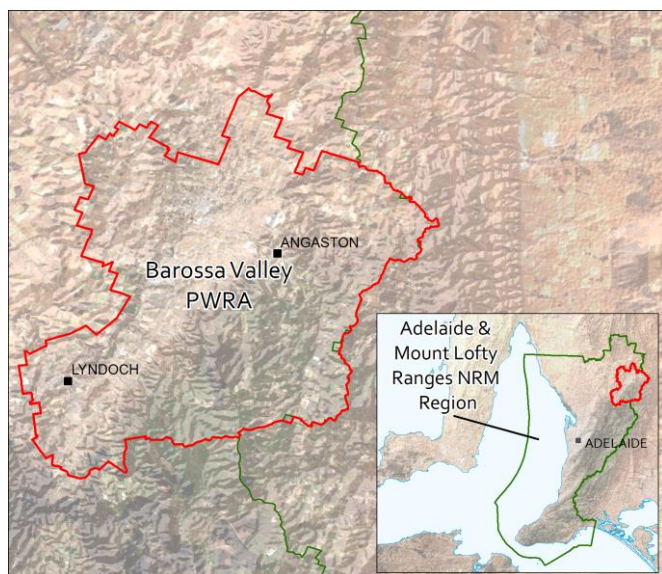 ANGASTON
Barossa Valley
PWRA
LYNDOCH
Adelaide &
Mount Lofty
Ranges NRM
Region
ADELAIDE